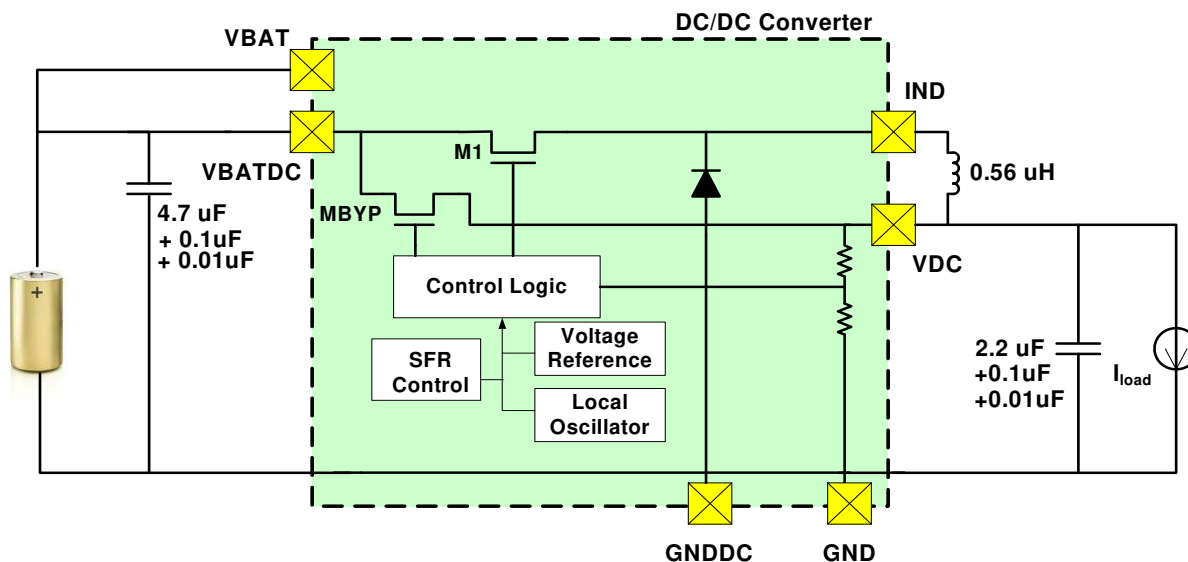 DC/DC Converter
VBAT
IND
VBATDC
M1
0.56 uH
4.7 uF
+ 0.1uF
+ 0.01uF
MBYP
VDC
+
Control Logic
Voltage
Reference
SFR
Control
Local
Oscillator
2.2 uF
+0.1uF
+0.01uF
Iload
GNDDC
GND